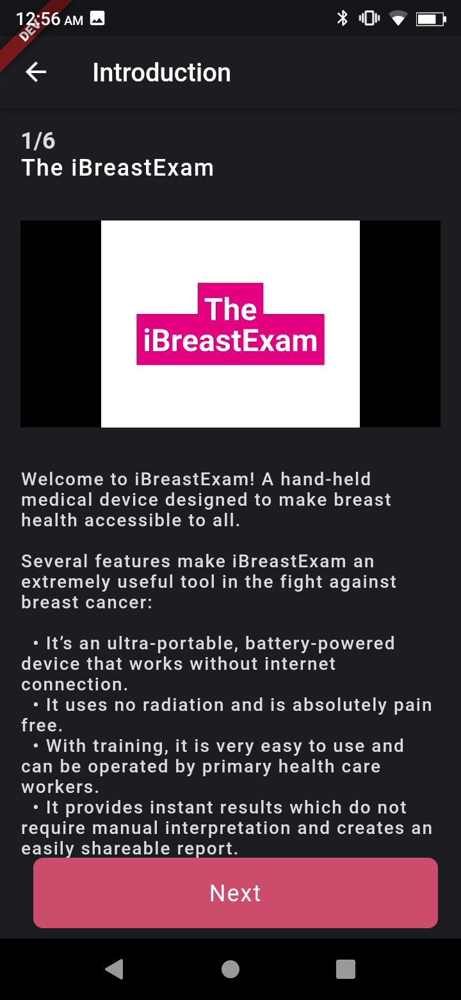 12:56 AM
DEV
Introduction
1/6
The iBreastExam
The
iBreastExam
Welcome to iBreastExam! A hand-held
medical device designed to make breast
health accessible to all.
Several features make iBreastExam an
extremely useful tool in the fight against
breast cancer:
• It’s an ultra-portable, battery-powered
device that works without internet
connection.
• It uses no radiation and is absolutely pain
free.
• With training, it is very easy to use and
can be operated by primary health care
workers.
• It provides instant results which do not
require manual interpretation and creates an
easily shareable report.
Next